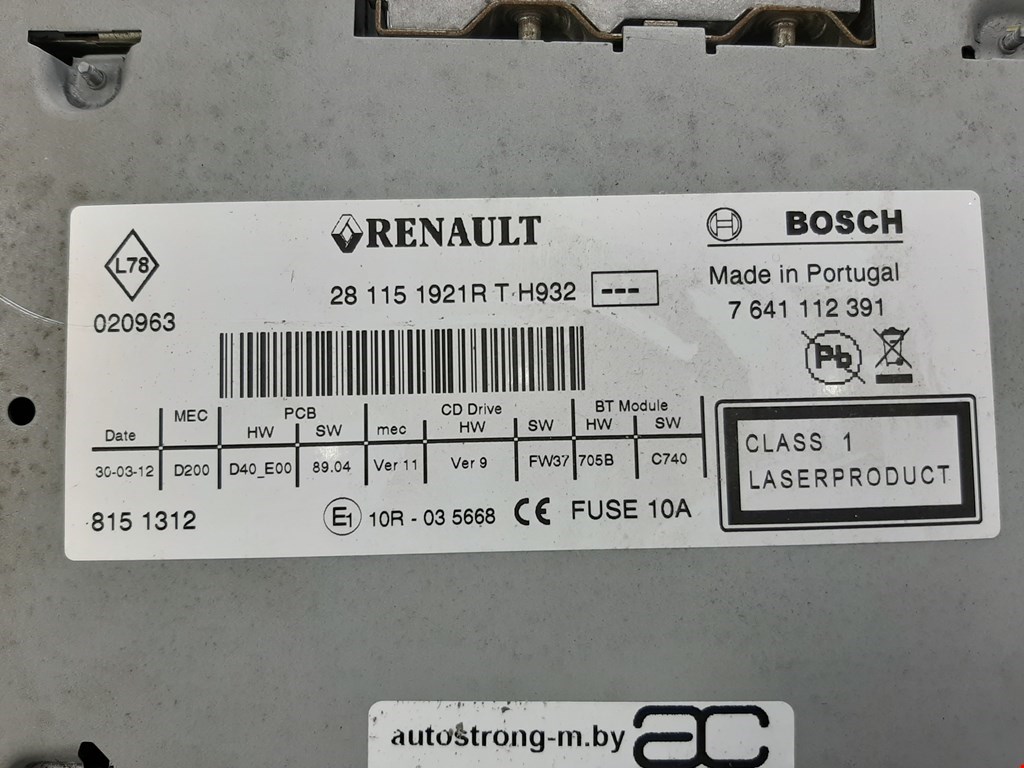 RENAULT
BOSCH
L78
28 115 1921R T H932 ---
Made in Portugal
020963
7 641 112 391
Pb
MEC PCB CD Drive BT Module
Date HW SW mec HW SW HW SW
30-03-12 D200 D40_E00 89.04 Ver 11 Ver 9 FW37 705B C740
CLASS 1
LASERPRODUCT
815 1312
E1 10R - 03 5668 CE FUSE 10A
autostrong-m.by ac